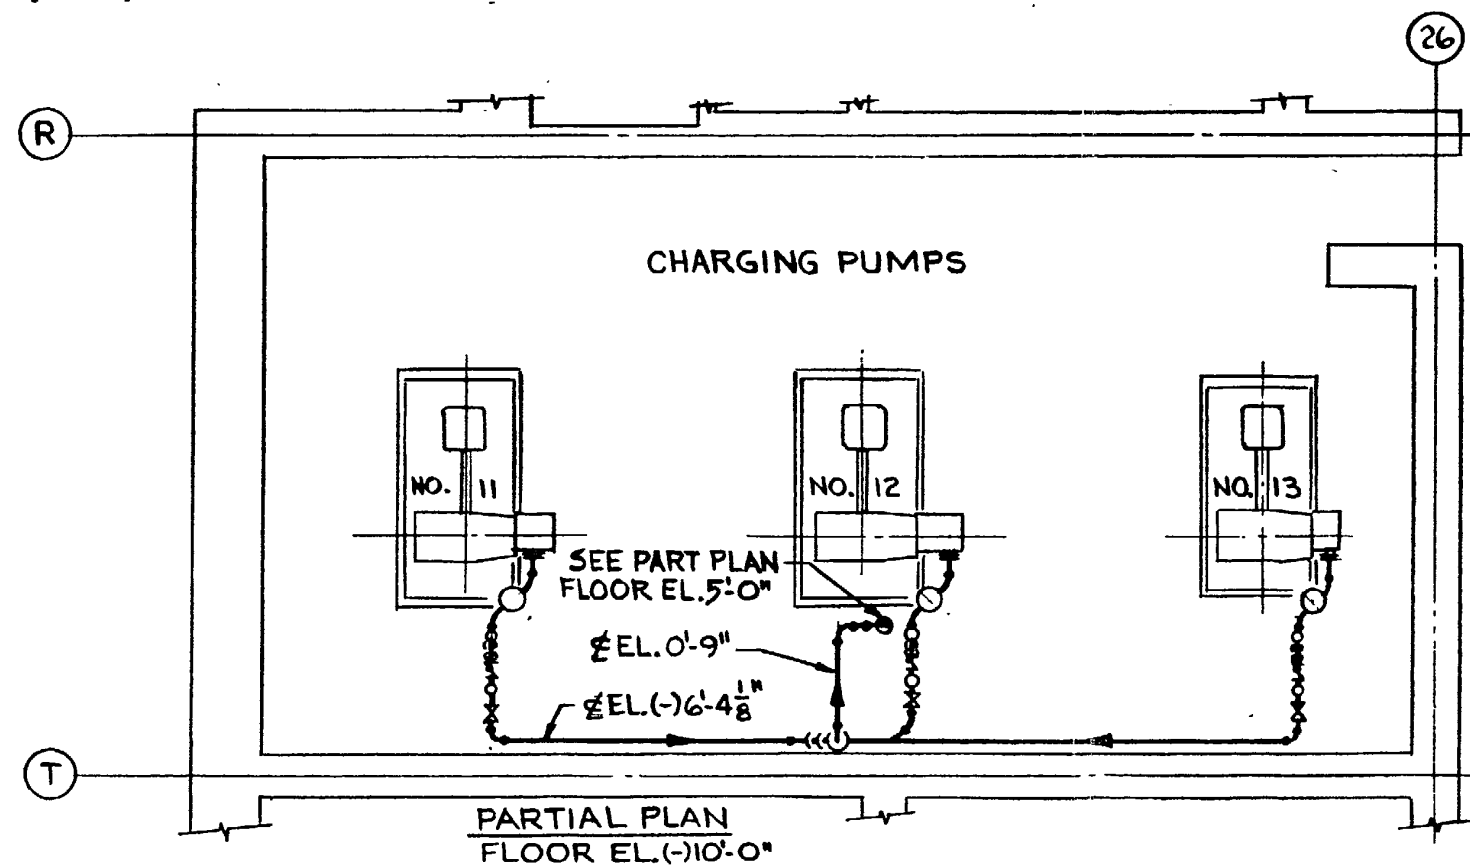 26
R
CHARGING PUMPS
NO. 11
NO. 12
NO. 13
SEE PART PLAN
FLOOR EL. 5'-0"
℄ EL. 0'-9"
℄ EL. (-) 6'-4 1/8"
T
PARTIAL PLAN
FLOOR EL. (-) 10'-0"